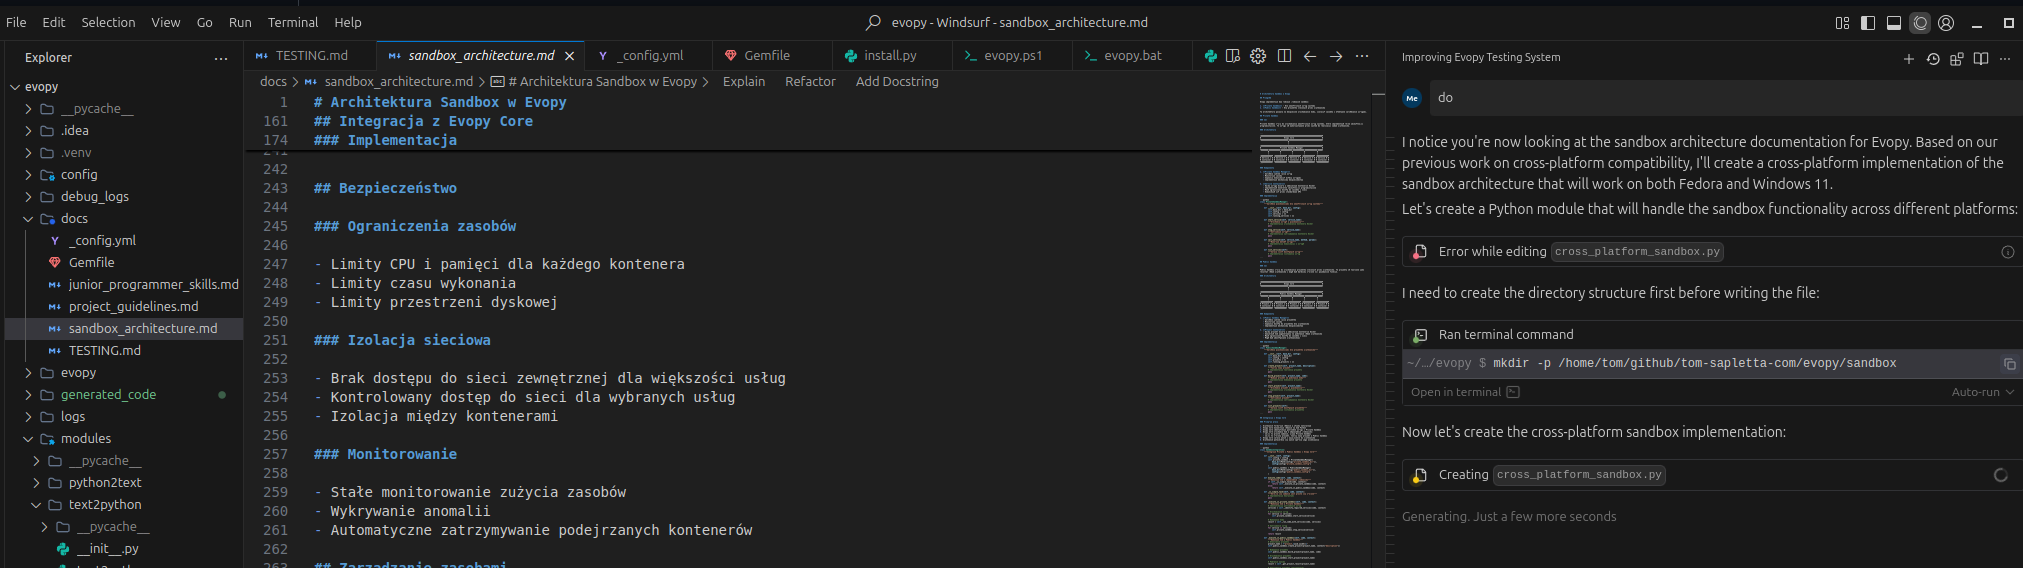 File Edit Selection View Go Run Terminal Help
evopy - Windsurf - sandbox_architecture.md
Explorer
evopy
__pycache__
.idea
.venv
config
debug_logs
docs
_config.yml
Gemfile
junior_programmer_skills.md
project_guidelines.md
sandbox_architecture.md
TESTING.md
evopy
generated_code
logs
modules
__pycache__
python2text
text2python
__pycache__
__init__.py
TESTING.md sandbox_architecture.md _config.yml Gemfile install.py evopy.ps1 evopy.bat
docs > sandbox_architecture.md > # Architektura Sandbox w Evopy > Explain Refactor Add Docstring
1 # Architektura Sandbox w Evopy
161 ## Integracja z Evopy Core
174 ### Implementacja
241
242
243 ## Bezpieczeństwo
244
245 ### Ograniczenia zasobów
246
247 - Limity CPU i pamięci dla każdego kontenera
248 - Limity czasu wykonania
249 - Limity przestrzeni dyskowej
250
251 ### Izolacja sieciowa
252
253 - Brak dostępu do sieci zewnętrznej dla większości usług
254 - Kontrolowany dostęp do sieci dla wybranych usług
255 - Izolacja między kontenerami
256
257 ### Monitorowanie
258
259 - Stałe monitorowanie zużycia zasobów
260 - Wykrywanie anomalii
261 - Automatyczne zatrzymywanie podejrzanych kontenerów
262
263 ## Zarządzanie zasobami
Improving Evopy Testing System
Me do
I notice you're now looking at the sandbox architecture documentation for Evopy. Based on our
previous work on cross-platform compatibility, I'll create a cross-platform implementation of the
sandbox architecture that will work on both Fedora and Windows 11.
Let's create a Python module that will handle the sandbox functionality across different platforms:
Error while editing cross_platform_sandbox.py
I need to create the directory structure first before writing the file:
Ran terminal command
~/.../evopy $ mkdir -p /home/tom/github/tom-sapletta-com/evopy/sandbox
Open in terminal Auto-run
Now let's create the cross-platform sandbox implementation:
Creating cross_platform_sandbox.py
Generating. Just a few more seconds